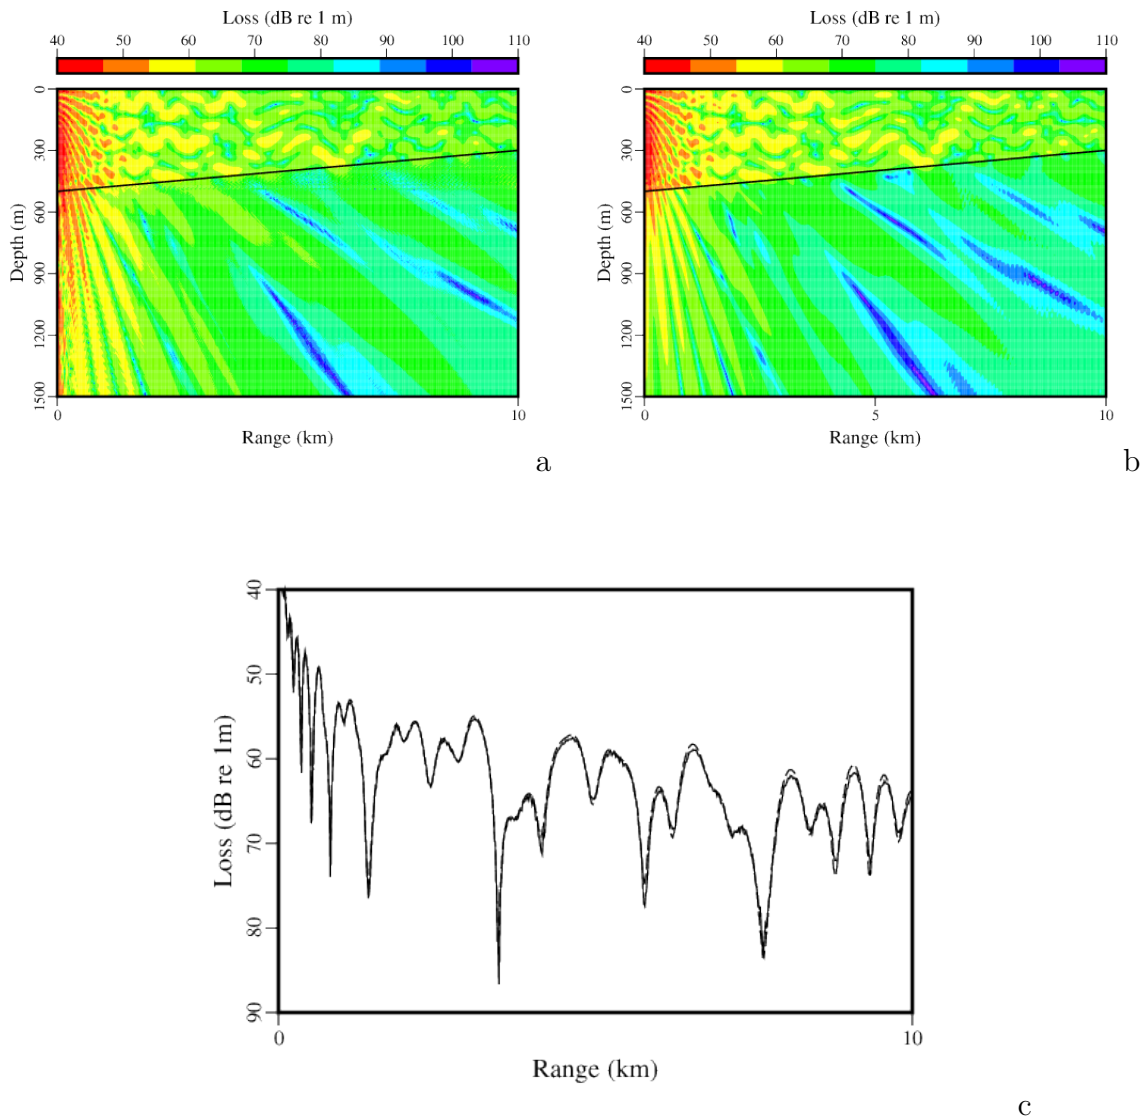 Loss (dB re 1 m)
40 50 60 70 80 90 100 110
0
300
600
900
1200
1500
Depth (m)
0 10
Range (km)
a
Loss (dB re 1 m)
40 50 60 70 80 90 100 110
0
300
600
900
1200
1500
Depth (m)
0 5 10
Range (km)
b
40
50
60
70
80
90
Loss (dB re 1m)
0 10
Range (km)
c